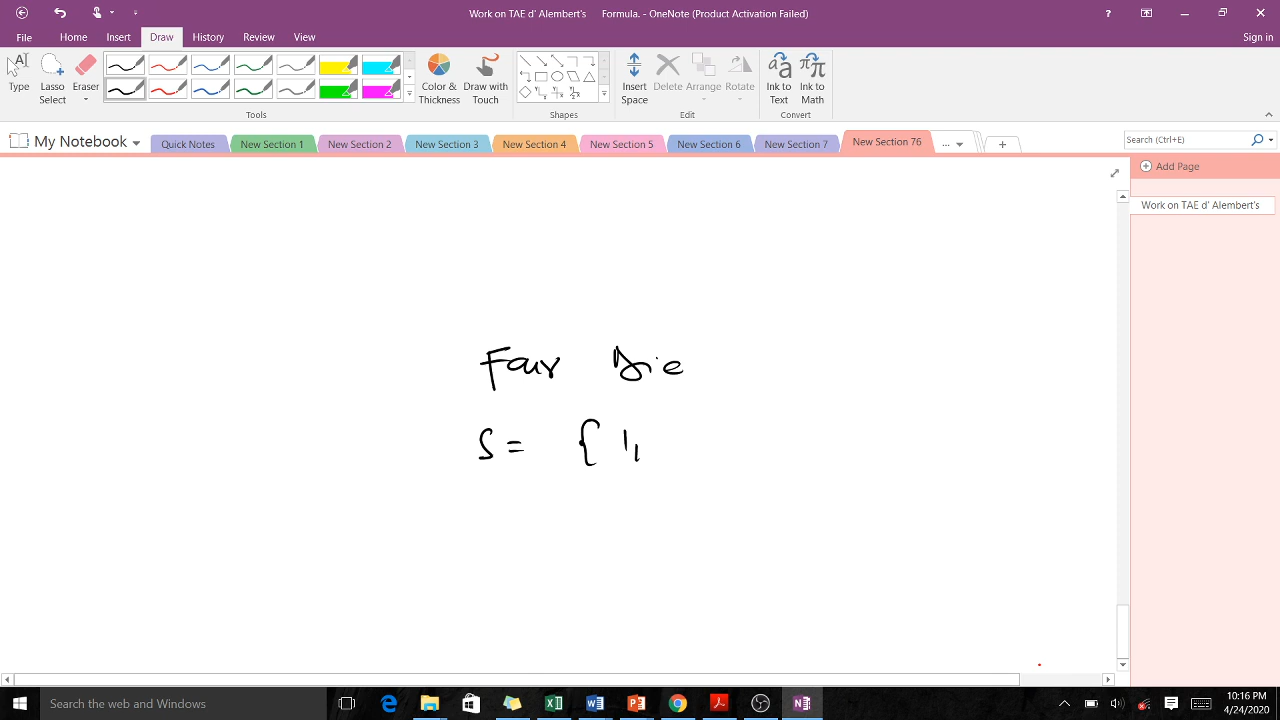 Work on TAE d' Alembert's Formula. - OneNote (Product Activation Failed)
File Home Insert Draw History Review View Sign in
Type Lasso Select Eraser Color & Thickness Draw with Touch Insert Space Delete Arrange Rotate Ink to Text Ink to Math
Tools Shapes Edit Convert
My Notebook Quick Notes New Section 1 New Section 2 New Section 3 New Section 4 New Section 5 New Section 6 New Section 7 New Section 76 ... Search (Ctrl+E)
Add Page
Work on TAE d' Alembert's
Fair Die
S = { 1,
Search the web and Windows
10:16 PM
4/24/2020